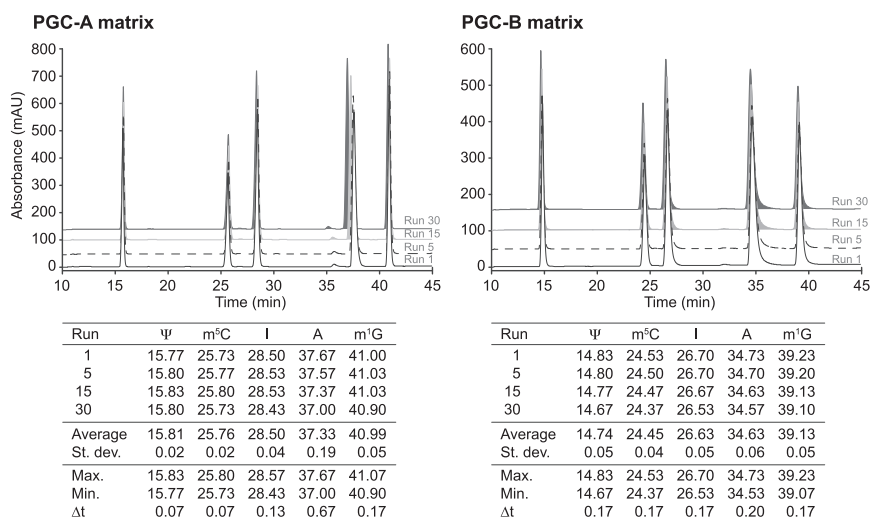 PGC-A matrix
800
700
600
500
400
300
200
100
0
Absorbance (mAU)
Run 30
Run 15
Run 5
Run 1
10 15 20 25 30 35 40 45
Time (min)
Run Ψ m⁵C I A m¹G
1 15.77 25.73 28.50 37.67 41.00
5 15.80 25.77 28.53 37.57 41.03
15 15.83 25.80 28.53 37.37 41.03
30 15.80 25.73 28.43 37.00 40.90
Average 15.81 25.76 28.50 37.33 40.99
St. dev. 0.02 0.02 0.04 0.19 0.05
Max. 15.83 25.80 28.57 37.67 41.07
Min. 15.77 25.73 28.43 37.00 40.90
Δt 0.07 0.07 0.13 0.67 0.17
PGC-B matrix
600
500
400
300
200
100
0
Run 30
Run 15
Run 5
Run 1
10 15 20 25 30 35 40 45
Time (min)
Run Ψ m⁵C I A m¹G
1 14.83 24.53 26.70 34.73 39.23
5 14.80 24.50 26.70 34.70 39.20
15 14.77 24.47 26.67 34.63 39.13
30 14.67 24.37 26.53 34.57 39.10
Average 14.74 24.45 26.63 34.63 39.13
St. dev. 0.05 0.04 0.05 0.06 0.05
Max. 14.83 24.53 26.70 34.73 39.23
Min. 14.67 24.37 26.53 34.53 39.07
Δt 0.17 0.17 0.17 0.20 0.17